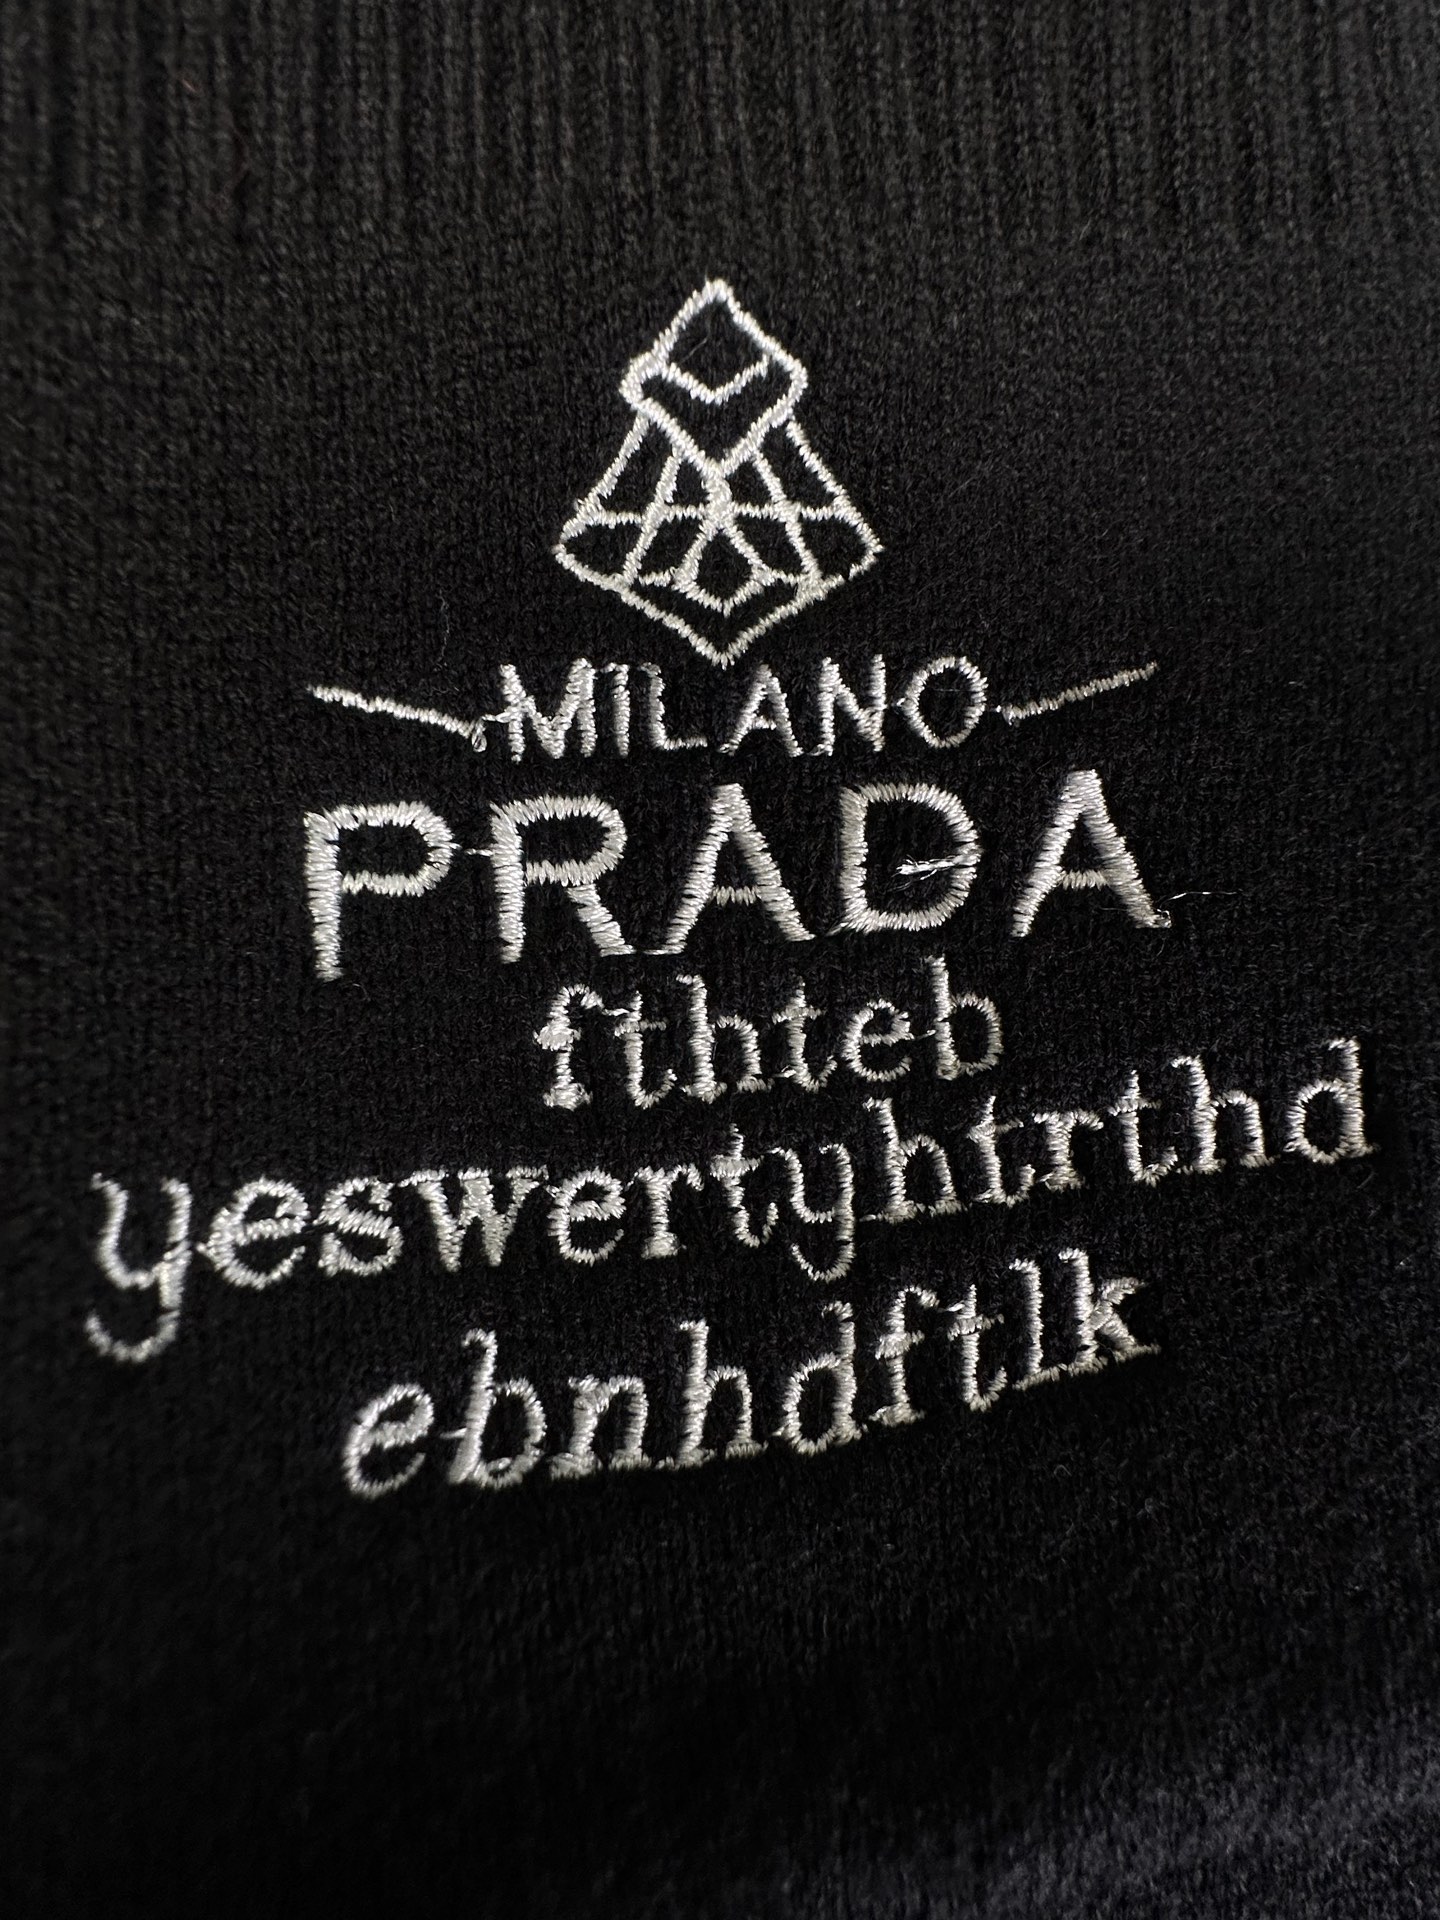 MILANO
PRADA
fthteb
yeswertyhtrthd
ebnhdftlk